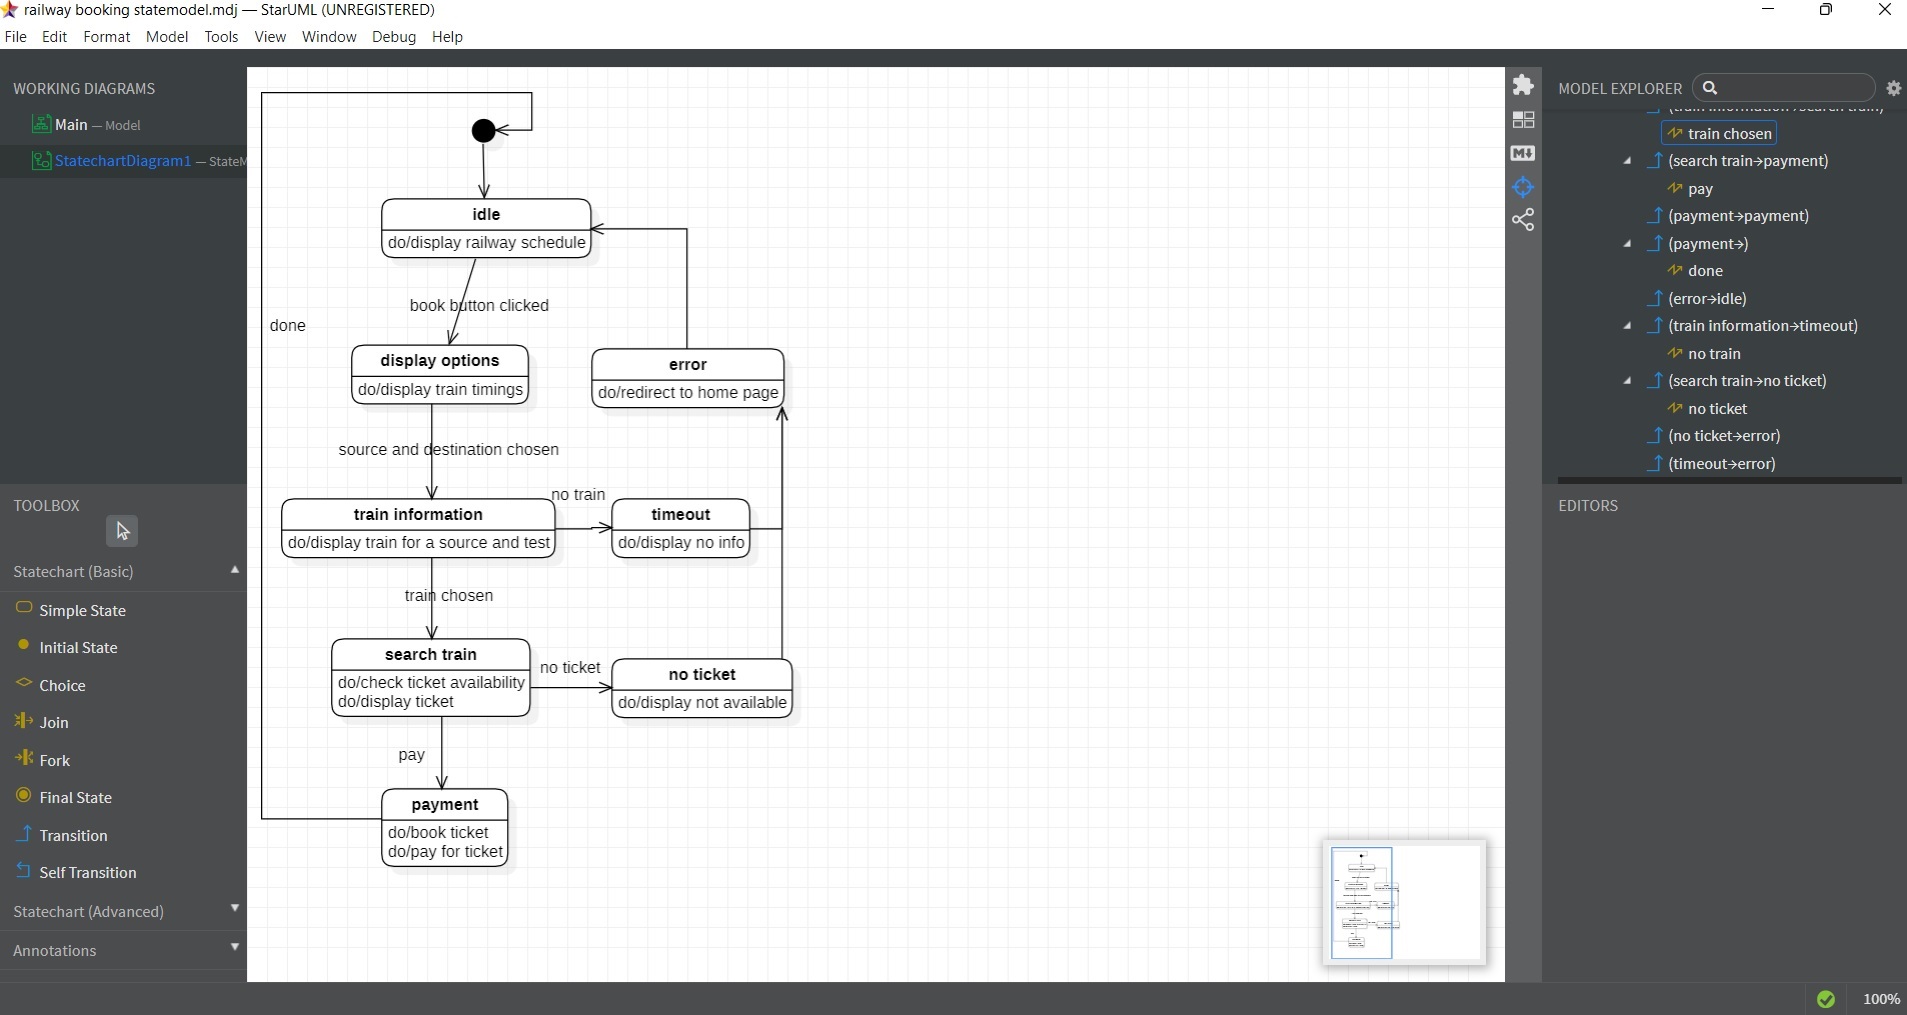 railway booking statemodel.mdj — StarUML (UNREGISTERED)
File Edit Format Model Tools View Window Debug Help
WORKING DIAGRAMS
Main — Model
StatechartDiagram1 — StateM
TOOLBOX
Statechart (Basic)
Simple State
Initial State
Choice
Join
Fork
Final State
Transition
Self Transition
Statechart (Advanced)
Annotations
idle
do/display railway schedule
book button clicked
done
display options
do/display train timings
error
do/redirect to home page
source and destination chosen
no train
train information
do/display train for a source and test
timeout
do/display no info
train chosen
search train
do/check ticket availability
do/display ticket
no ticket
no ticket
do/display not available
pay
payment
do/book ticket
do/pay for ticket
MODEL EXPLORER
(train information→search train)
train chosen
(search train→payment)
pay
(payment→payment)
(payment→)
done
(error→idle)
(train information→timeout)
no train
(search train→no ticket)
no ticket
(no ticket→error)
(timeout→error)
EDITORS
100%